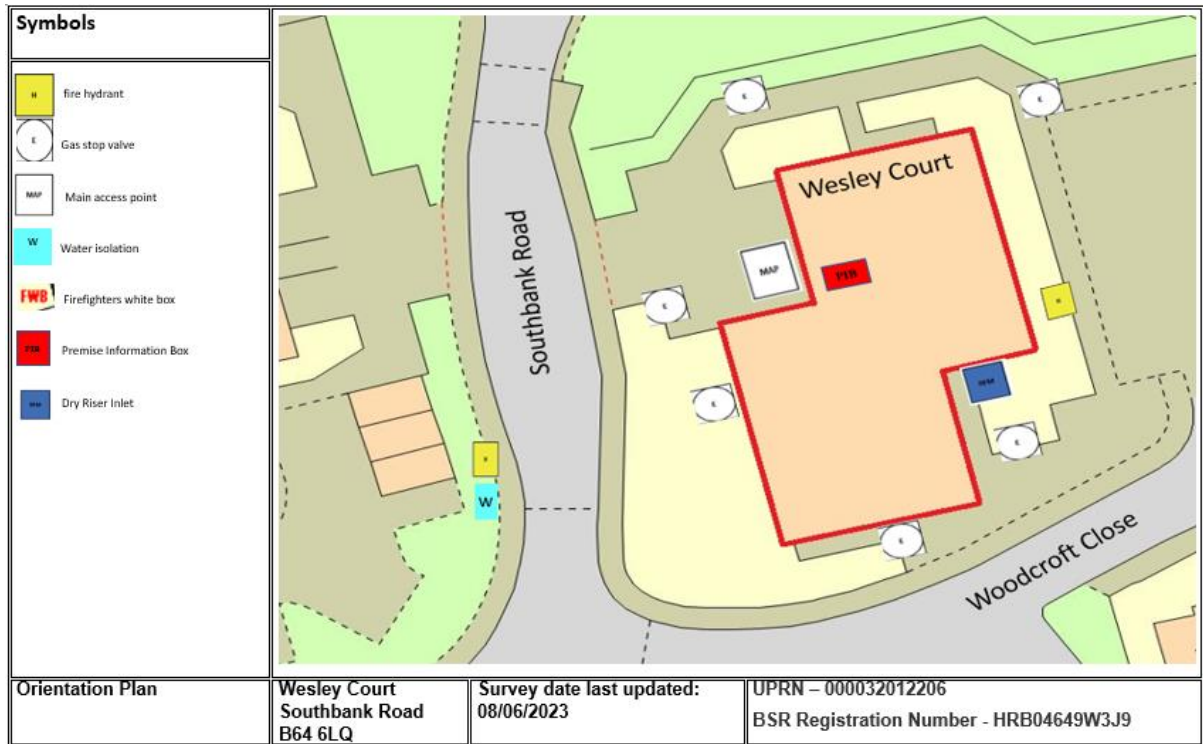 Symbols
H
fire hydrant
E
Gas stop valve
MAP
Main access point
W
Water isolation
FWB
Firefighters white box
PIB
Premise Information Box
Dry Riser Inlet
E
E
Wesley Court
MAP
PIB
E
Southbank Road
E
E
H
W
E
Woodcroft Close
Orientation Plan
Wesley Court
Southbank Road
B64 6LQ
Survey date last updated:
08/06/2023
UPRN – 000032012206
BSR Registration Number - HRB04649W3J9